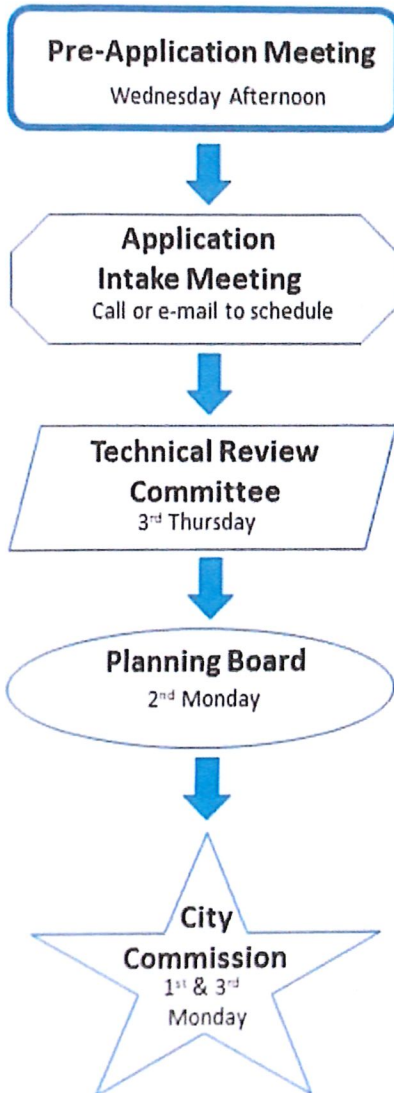 Pre-Application Meeting
Wednesday Afternoon
Application
Intake Meeting
Call or e-mail to schedule
Technical Review
Committee
3rd Thursday
Planning Board
2nd Monday
City
Commission
1st & 3rd
Monday